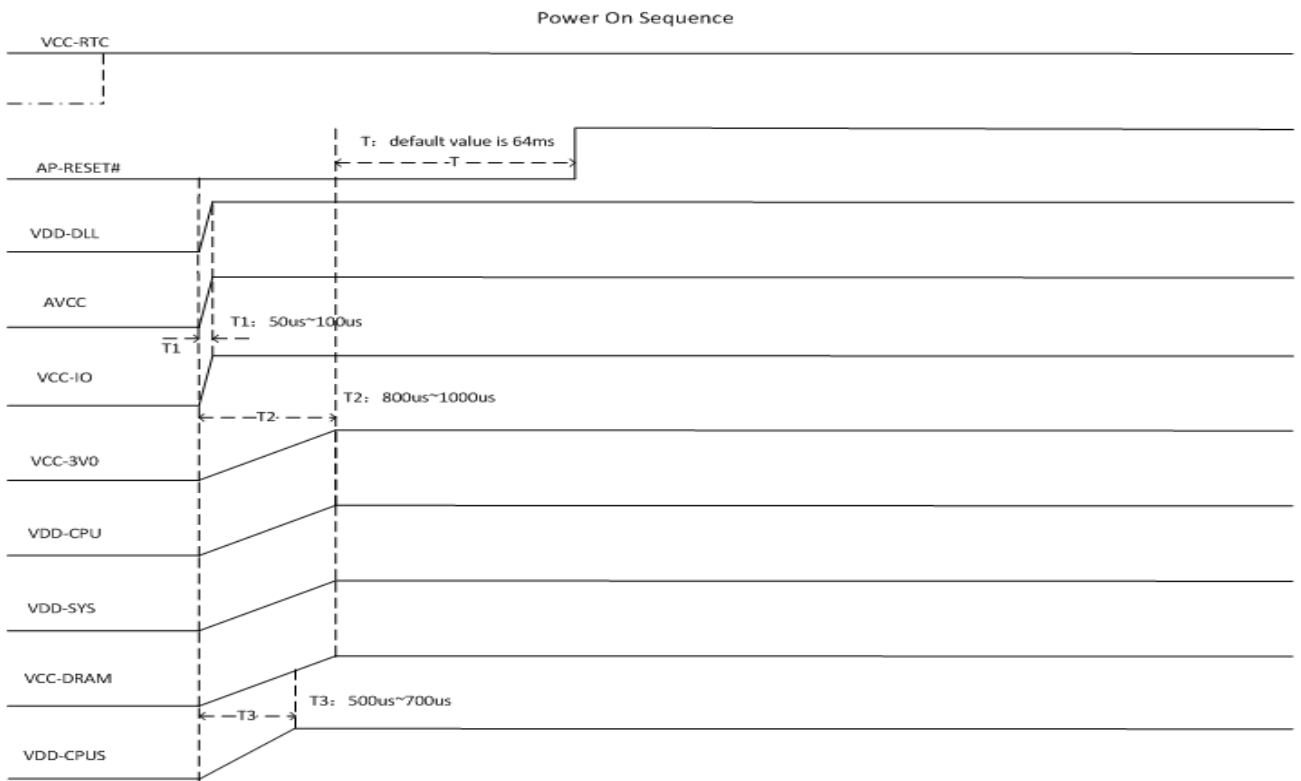 Power On Sequence
VCC-RTC
T：default value is 64ms
T
AP-RESET#
VDD-DLL
AVCC
T1：50us~100us
T1
VCC-IO
T2：800us~1000us
T2
VCC-3V0
VDD-CPU
VDD-SYS
VCC-DRAM
T3：500us~700us
T3
VDD-CPUS